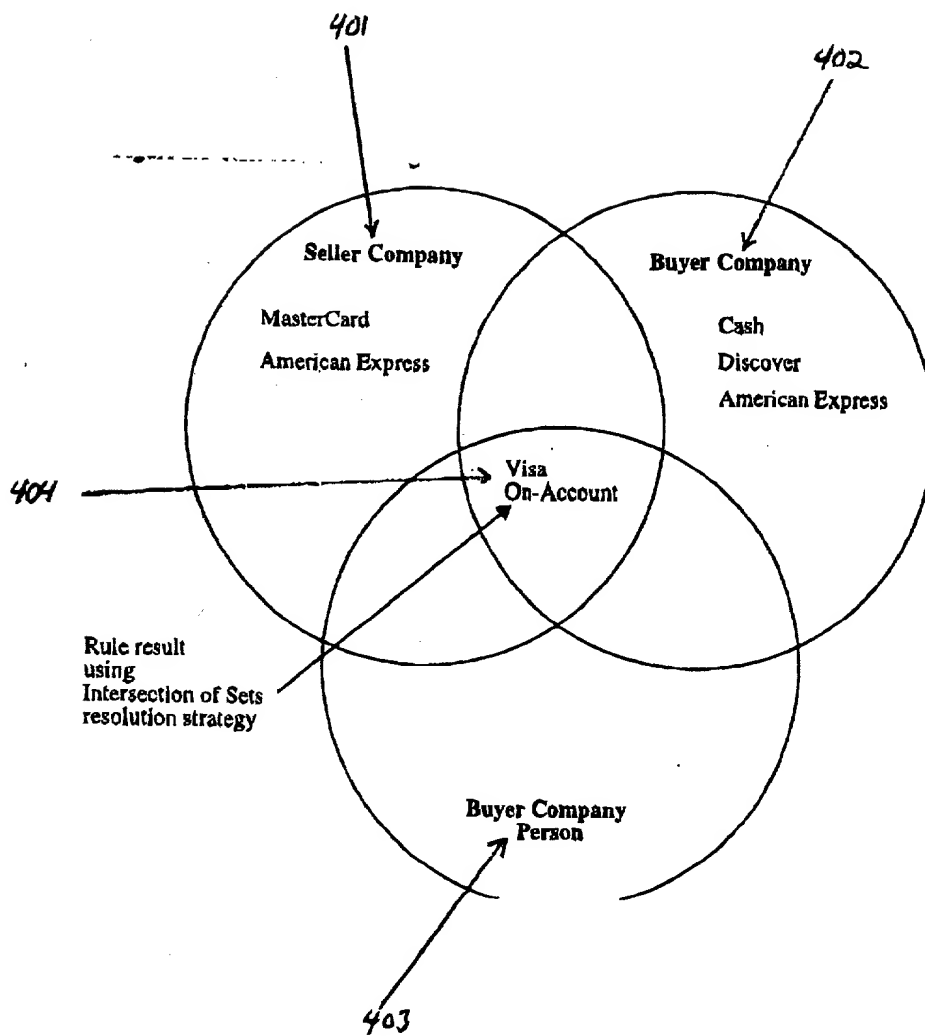 401
402
Seller Company
Buyer Company
MasterCard
American Express
Cash
Discover
American Express
Visa
On-Account
404
Rule result
using
Intersection of Sets
resolution strategy
Buyer Company
Person
403